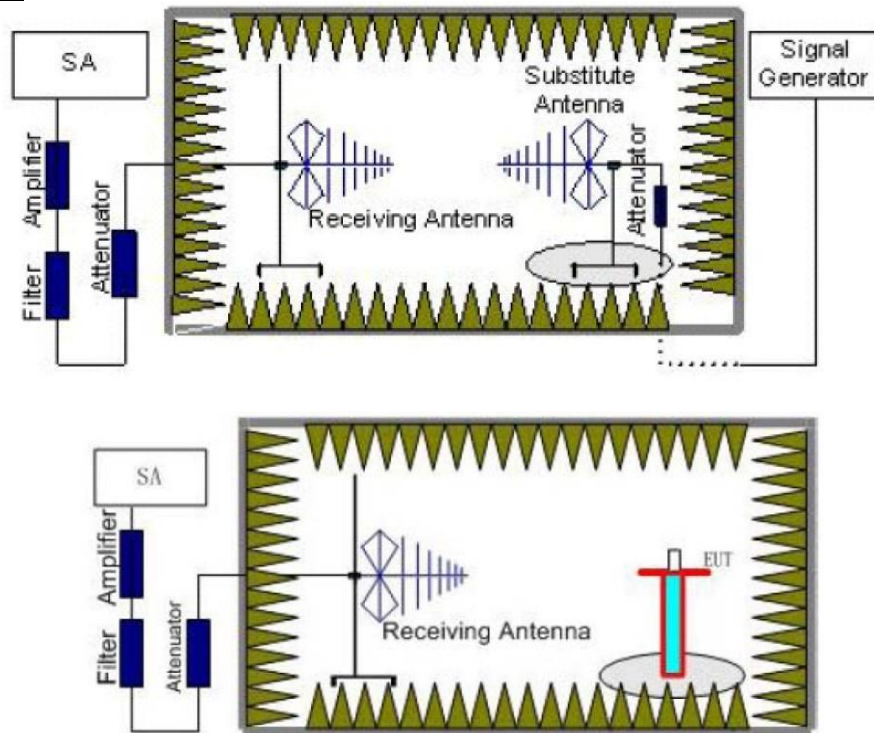 SA
Signal
Generator
Substitute
Antenna
Amplifier
Attenuator
Receiving Antenna
Attenuator
Filter
SA
Amplifier
EUT
Filter
Attenuator
Receiving Antenna